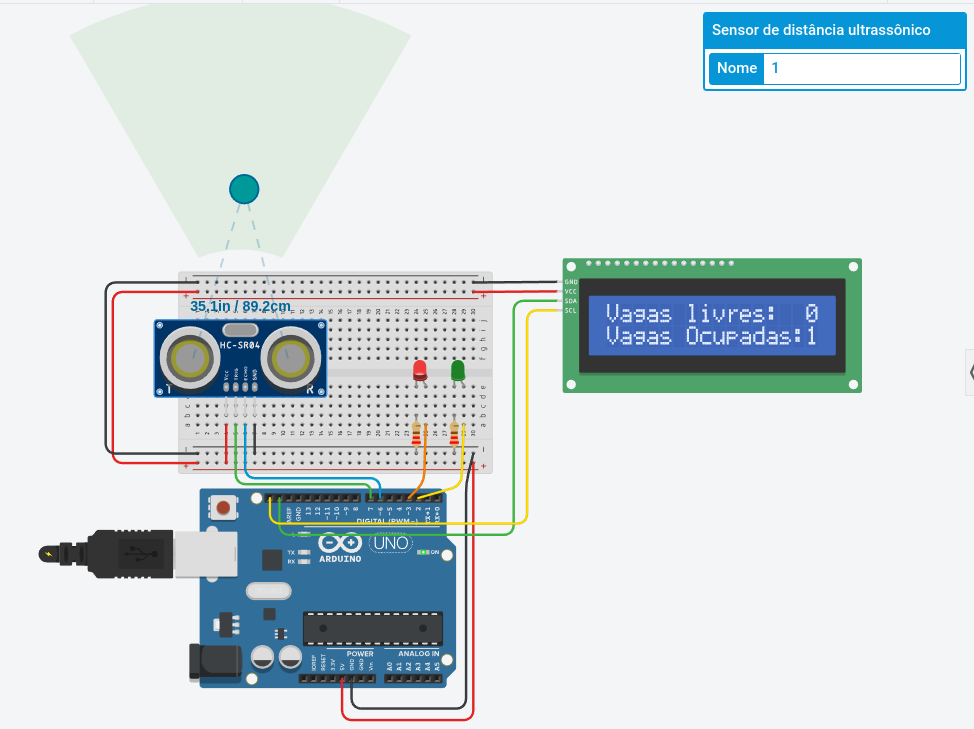 Sensor de distância ultrassônico
Nome 1
GND
VCC
SDA
SCL
Vagas livres: 0
Vagas Ocupadas:1
35.1in / 89.2cm
HC-SR04
Vcc TRIG ECHO GND
T R
AREF GND 13 12 ~11 ~10 ~9 8 7 ~6 ~5 4 ~3 2 TX→1 RX←0
DIGITAL (PWM~)
L
TX
RX
ARDUINO
UNO
ON
POWER ANALOG IN
IOREF RESET 3.3V 5V GND GND Vin A0 A1 A2 A3 A4 A5